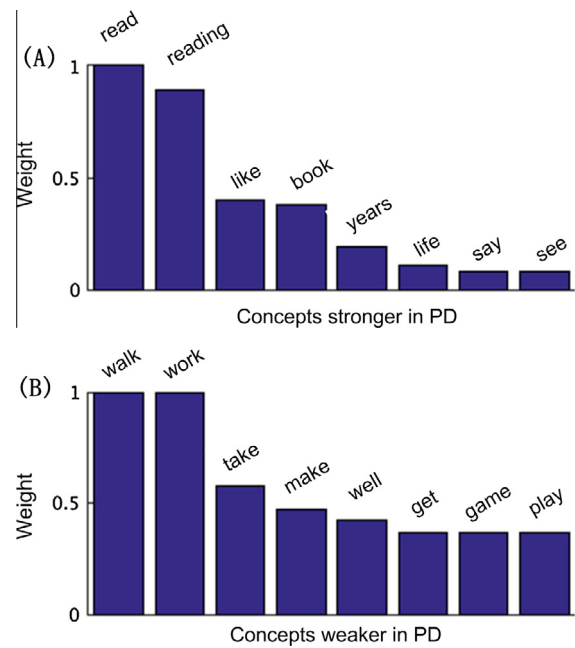 read
reading
(A)
1
like
book
0.5
years
life
say
see
Weight
0
Concepts stronger in PD
walk
work
(B)
1
take
make
well
get
game
play
0.5
Weight
0
Concepts weaker in PD